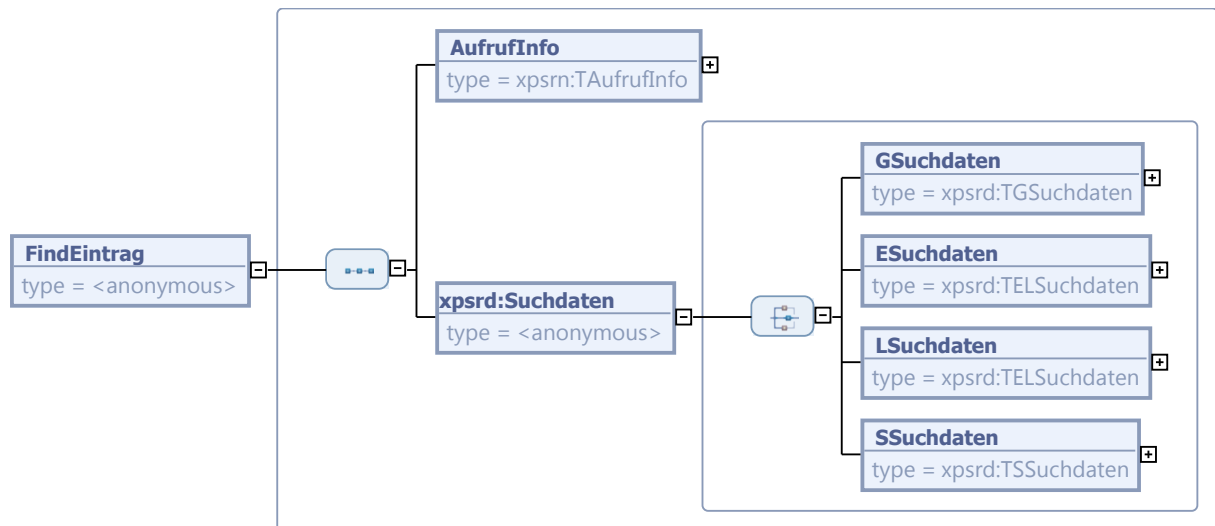 AufrufInfo
type = xpsrn:TAufrufInfo
GSuchdaten
type = xpsrd:TGSuchdaten
FindEintrag
type = <anonymous>
ESuchdaten
type = xpsrd:TELSuchdaten
xpsrd:Suchdaten
type = <anonymous>
LSuchdaten
type = xpsrd:TELSuchdaten
SSuchdaten
type = xpsrd:TSSuchdaten